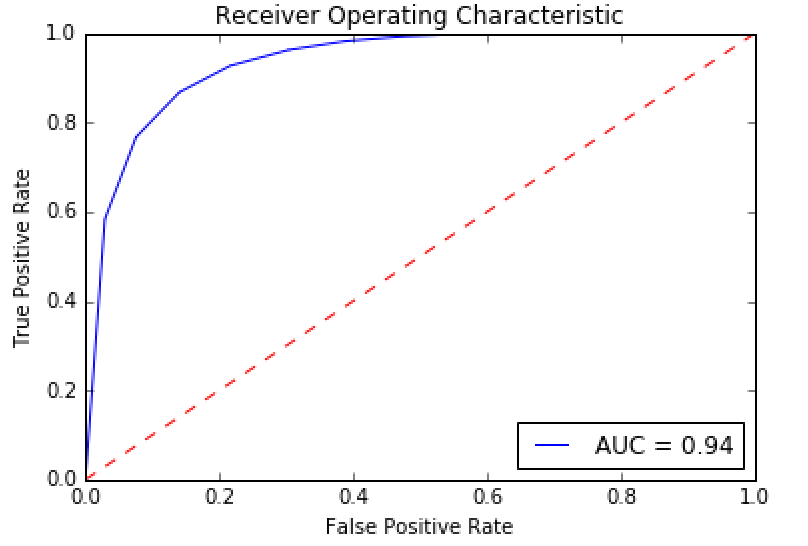 Receiver Operating Characteristic
1.0
0.8
0.6
0.4
0.2
0.0
True Positive Rate
AUC = 0.94
0.0 0.2 0.4 0.6 0.8 1.0
False Positive Rate